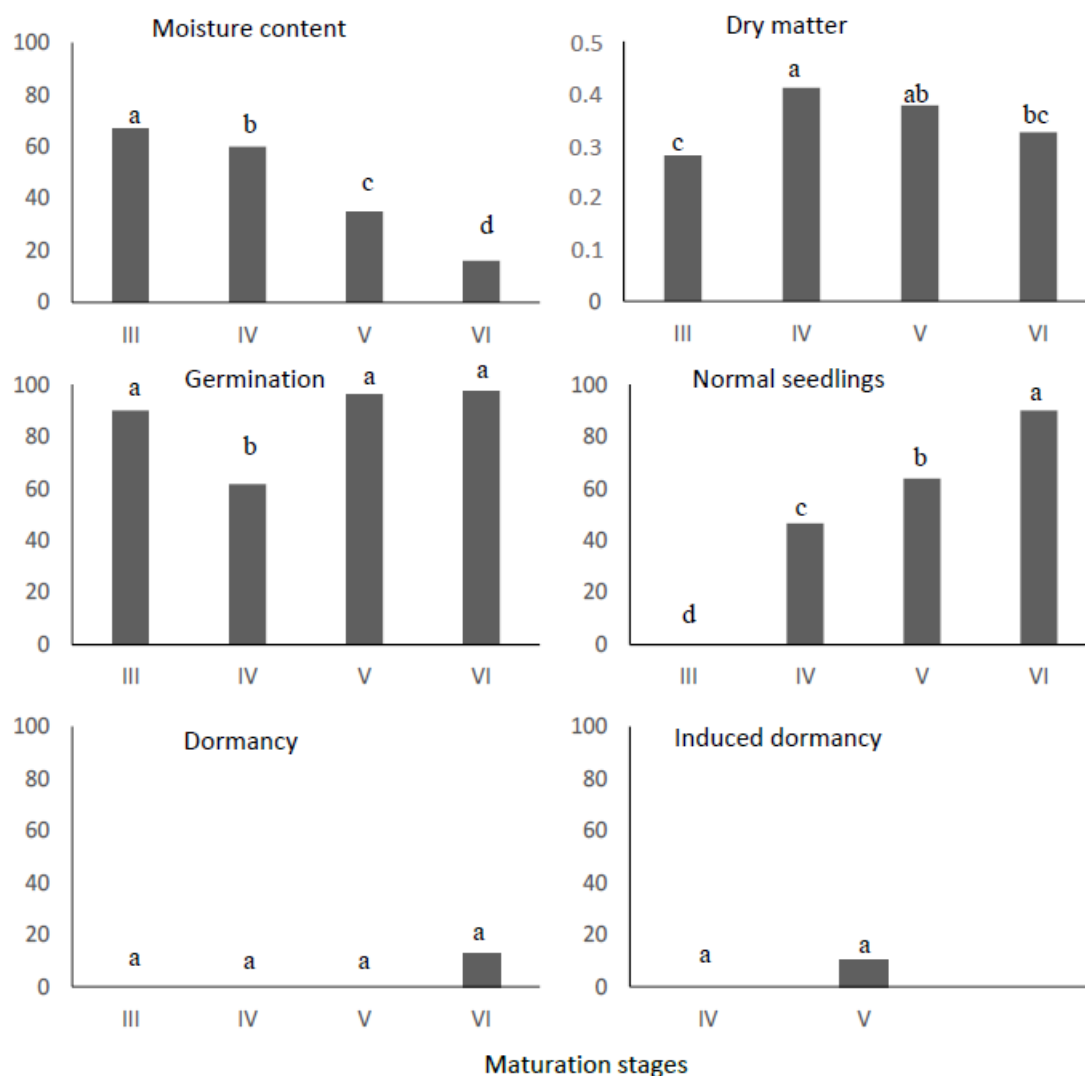 Moisture content
100
80
60
40
20
0
a
b
c
d
III IV V VI
Dry matter
0.5
0.4
0.3
0.2
0.1
0
c
a
ab
bc
III IV V VI
Germination
100
80
60
40
20
0
a
b
a
a
III IV V VI
Normal seedlings
100
80
60
40
20
0
d
c
b
a
III IV V VI
Dormancy
100
80
60
40
20
0
a
a
a
a
III IV V VI
Induced dormancy
100
80
60
40
20
0
a
a
IV V
Maturation stages